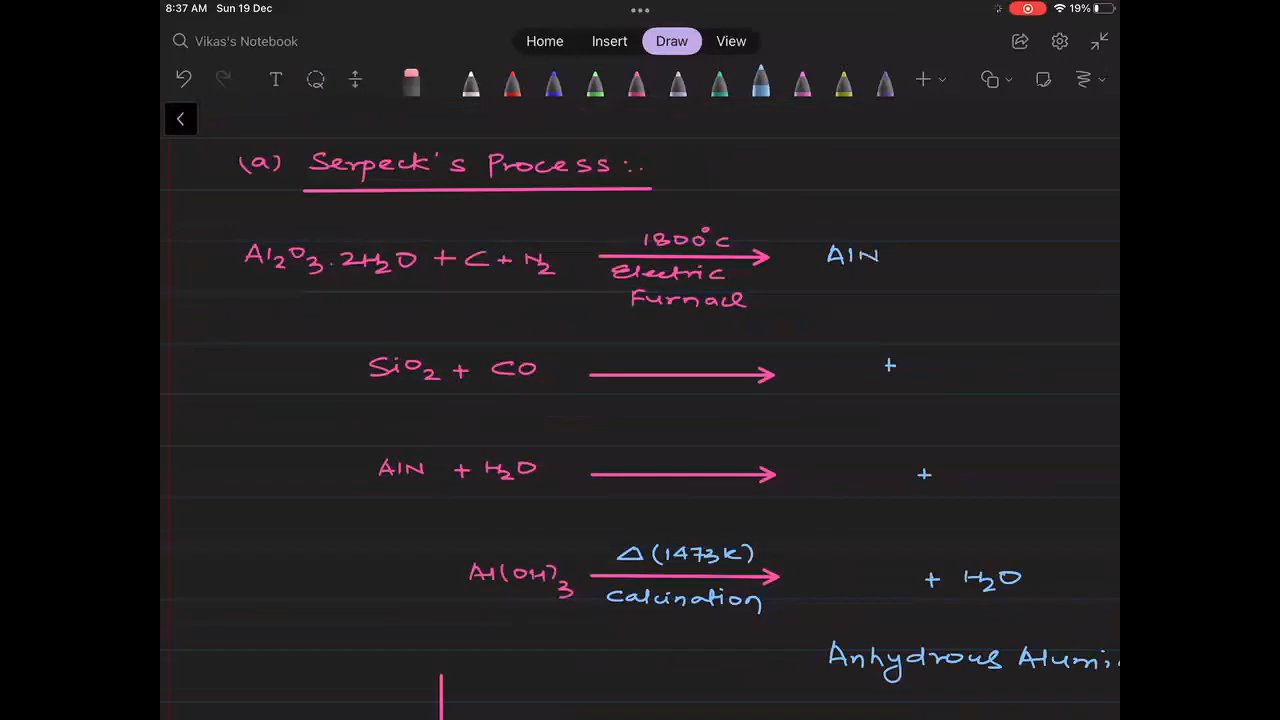 8:37 AM Sun 19 Dec
19%
Vikas's Notebook
Home Insert Draw View
(a) Serpeck's Process :.
1800°C
Al₂O₃.2H₂O + C + N₂ AlN
Electric
Furnace
SiO₂ + CO +
AlN + H₂O +
Δ(1473K)
Al(OH)₃ + H₂O
Calcination
Anhydrous